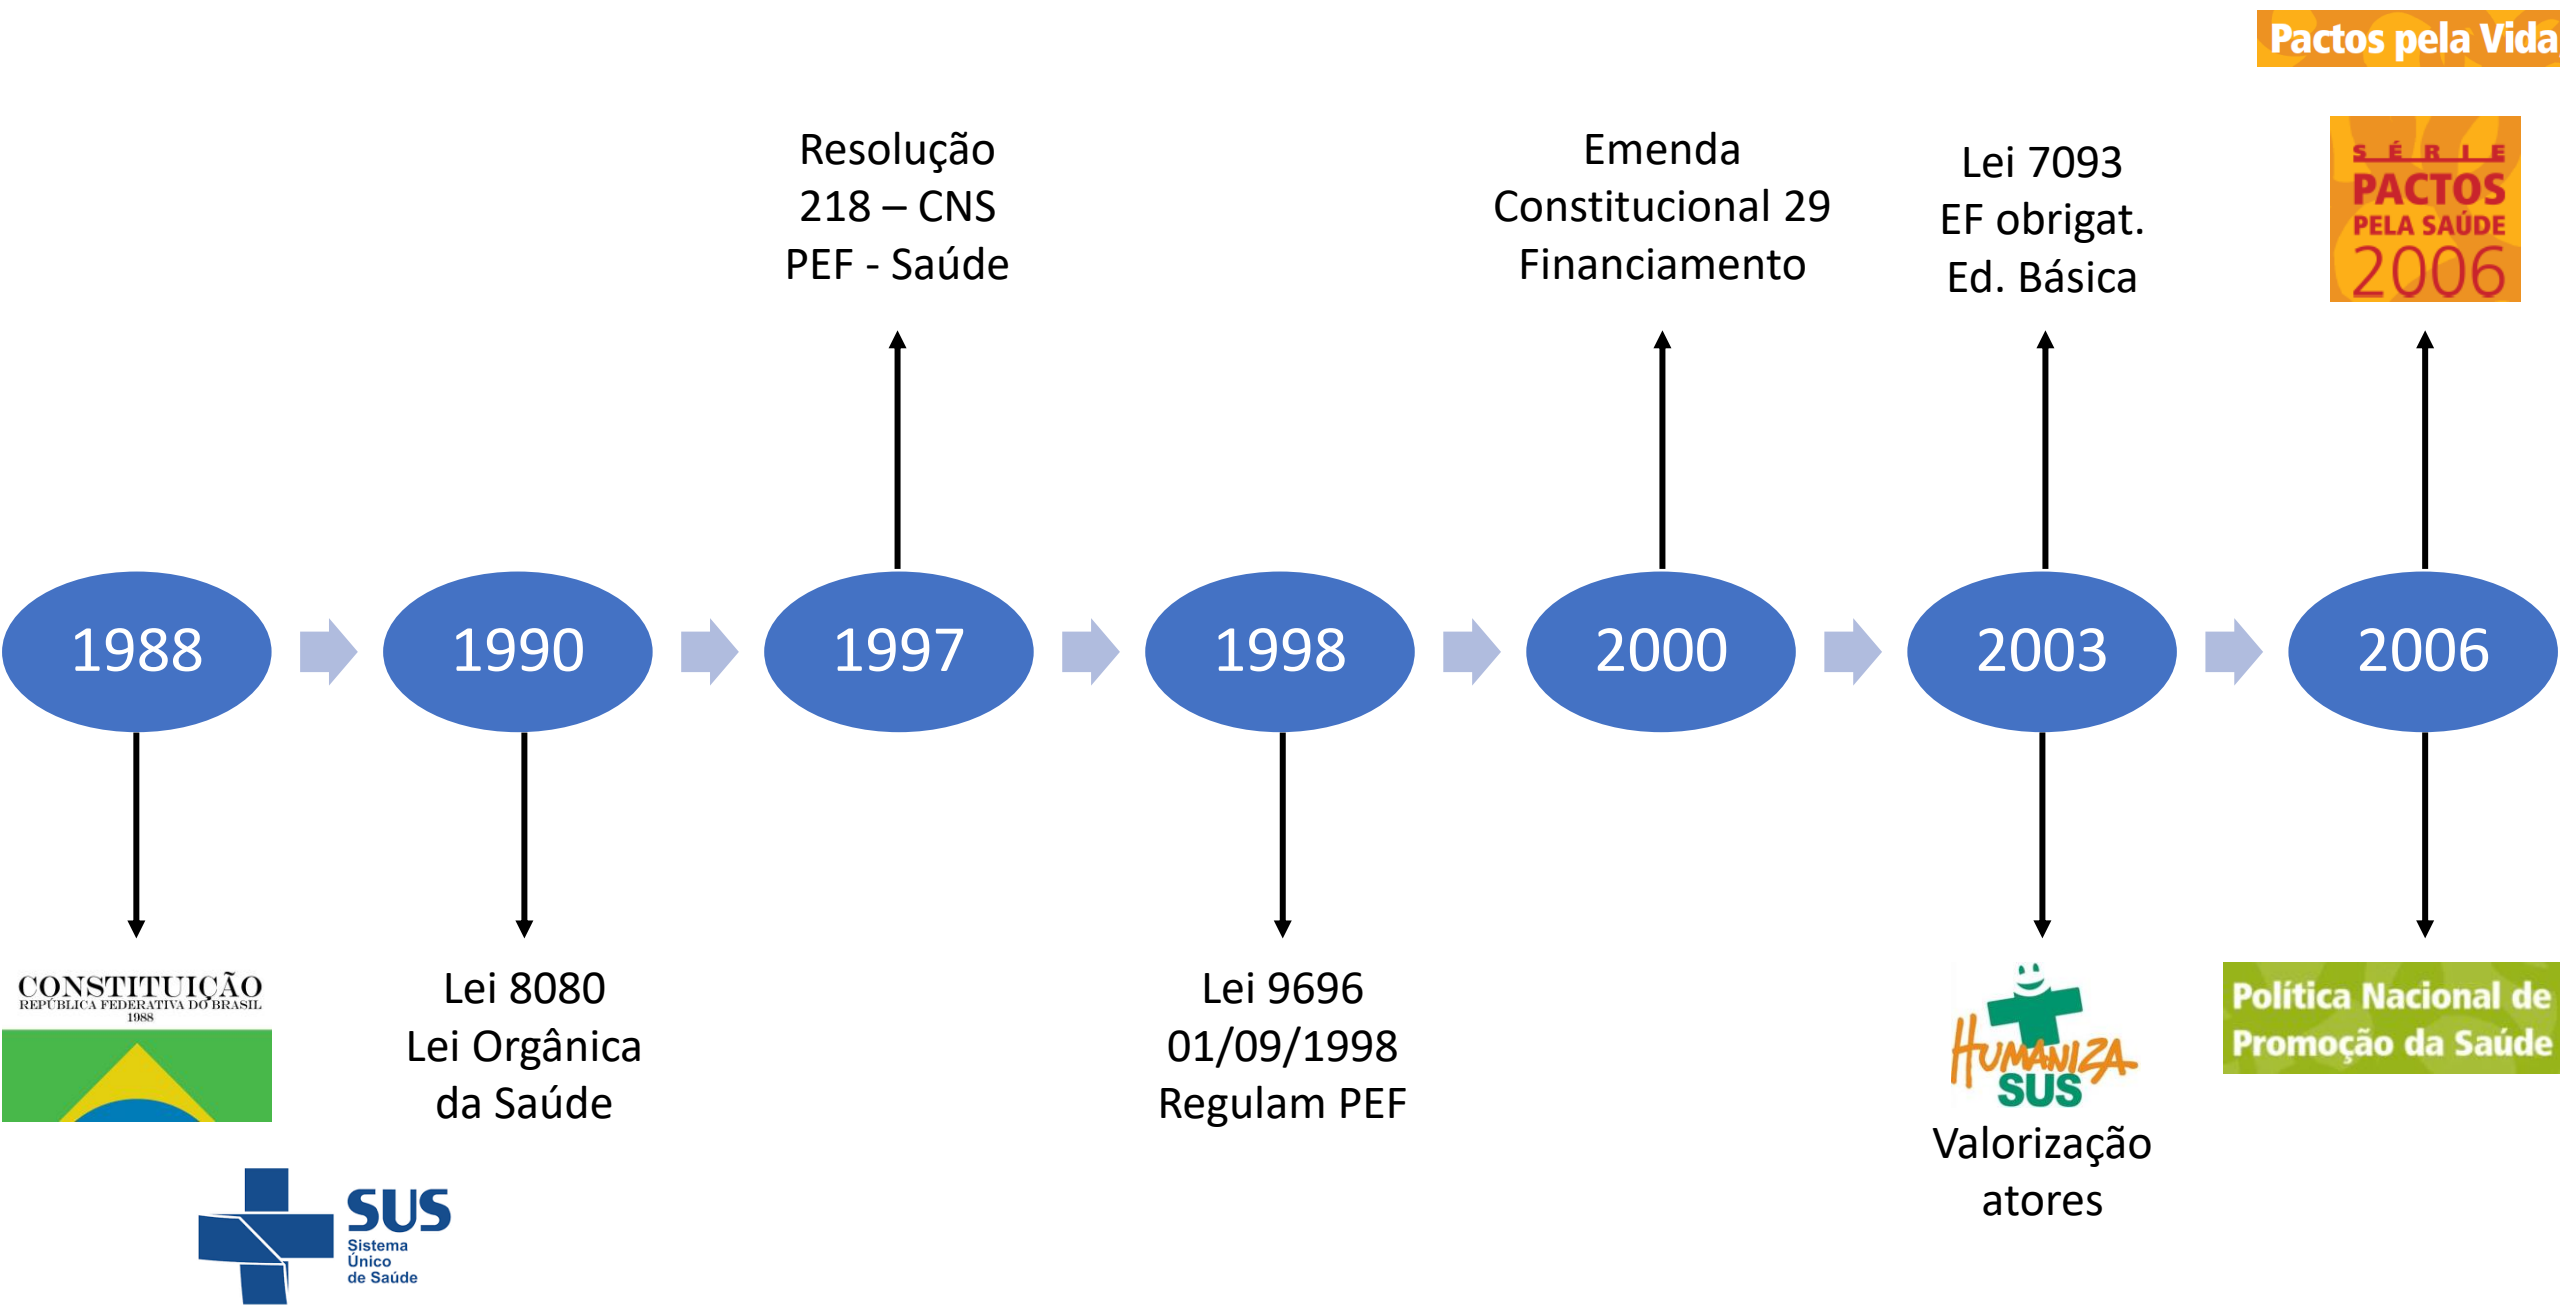 Pactos pela Vida
Resolução
218 – CNS
PEF - Saúde
Emenda
Constitucional 29
Financiamento
Lei 7093
EF obrigat.
Ed. Básica
SÉRIE
PACTOS
PELA SAÚDE
2006
1988
1990
1997
1998
2000
2003
2006
CONSTITUIÇÃO
REPÚBLICA FEDERATIVA DO BRASIL
1988
Lei 8080
Lei Orgânica
da Saúde
Lei 9696
01/09/1998
Regulam PEF
HUMANIZA
SUS
Valorização
atores
Política Nacional de
Promoção da Saúde
SUS
Sistema
Único
de Saúde